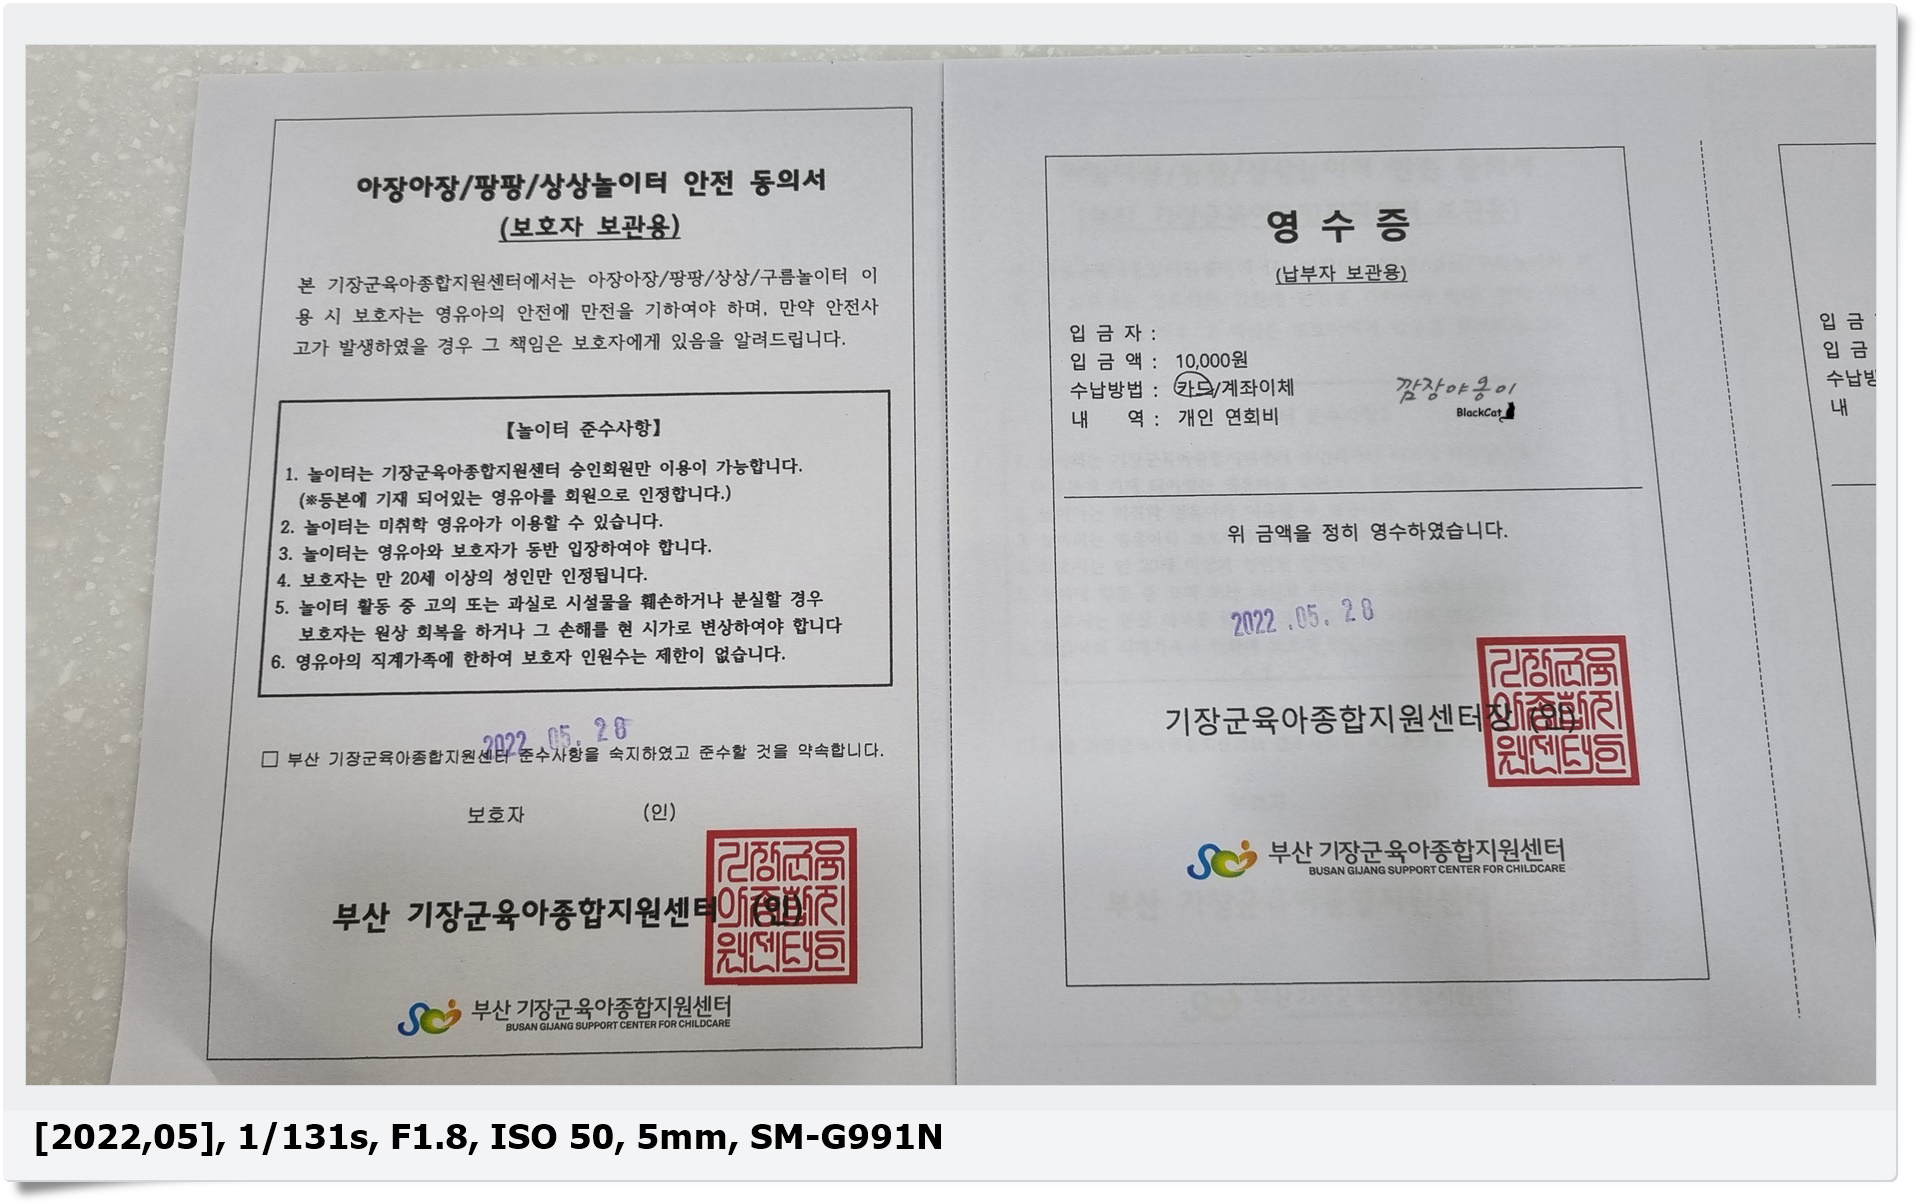 아장아장/팡팡/상상놀이터 안전 동의서
(보호자 보관용)
본 기장군육아종합지원센터에서는 아장아장/팡팡/상상/구름놀이터 이
용 시 보호자는 영유아의 안전에 만전을 기하여야 하며, 만약 안전사
고가 발생하였을 경우 그 책임은 보호자에게 있음을 알려드립니다.
【놀이터 준수사항】
1. 놀이터는 기장군육아종합지원센터 승인회원만 이용이 가능합니다.
(※등본에 기재 되어있는 영유아를 회원으로 인정합니다.)
2. 놀이터는 미취학 영유아가 이용할 수 있습니다.
3. 놀이터는 영유아와 보호자가 동반 입장하여야 합니다.
4. 보호자는 만 20세 이상의 성인만 인정됩니다.
5. 놀이터 활동 중 고의 또는 과실로 시설물을 훼손하거나 분실할 경우
보호자는 원상 회복을 하거나 그 손해를 현 시가로 변상하여야 합니다
6. 영유아의 직계가족에 한하여 보호자 인원수는 제한이 없습니다.
2022 05. 28
□ 부산 기장군육아종합지원센터 준수사항을 숙지하였고 준수할 것을 약속합니다.
보호자 (인)
부산 기장군육아종합지원센터 (인)
부산 기장군육아종합지원센터
BUSAN GIJANG SUPPORT CENTER FOR CHILDCARE
영 수 증
(납부자 보관용)
입 금 자 :
입 금 액 : 10,000원
수납방법 : 카드/계좌이체
내 역 : 개인 연회비
깜장야옹이
BlackCat
위 금액을 정히 영수하였습니다.
2022 .05. 28
기장군육아종합지원센터장 (인)
부산 기장군육아종합지원센터
BUSAN GIJANG SUPPORT CENTER FOR CHILDCARE
입 금
입 금
수납방
내
[2022,05], 1/131s, F1.8, ISO 50, 5mm, SM-G991N